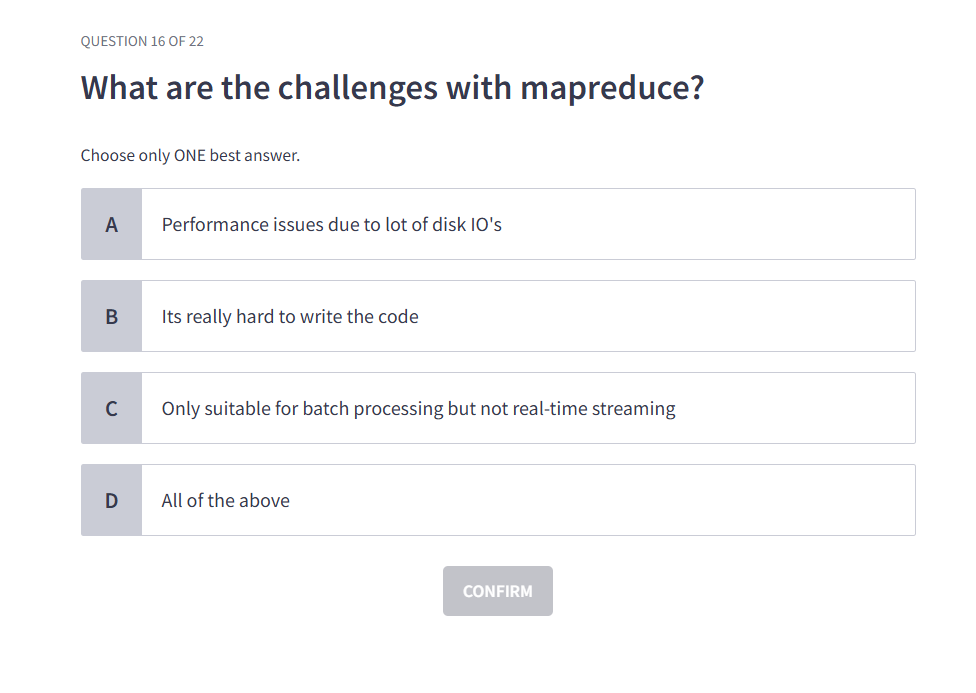 QUESTION 16 OF 22
What are the challenges with mapreduce?
Choose only ONE best answer.
A Performance issues due to lot of disk IO's
B Its really hard to write the code
C Only suitable for batch processing but not real-time streaming
D All of the above
CONFIRM